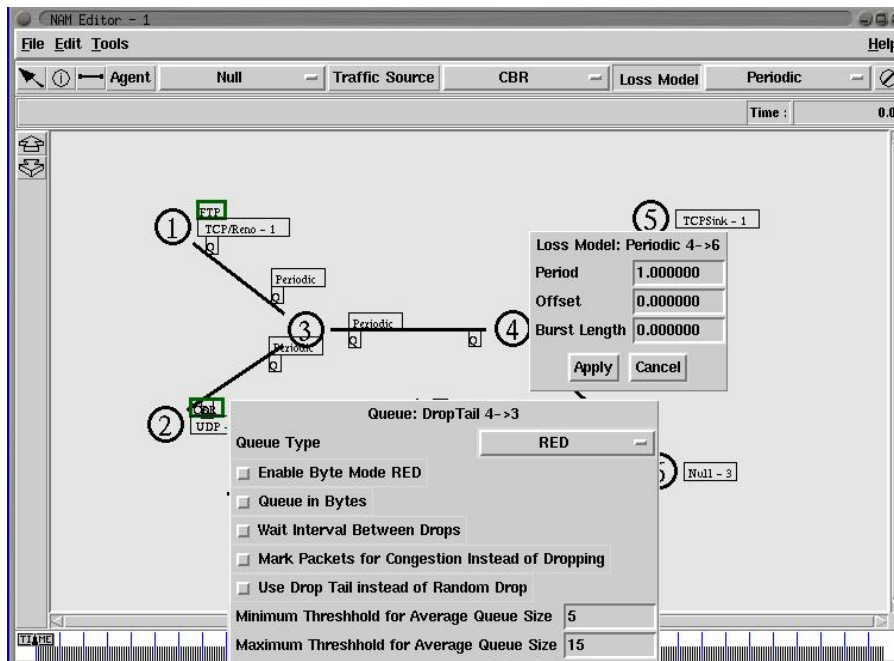 NAM Editor - 1
File Edit Tools Help
Agent Null Traffic Source CBR Loss Model Periodic
Time : 0.0
1
FTP
TCP/Reno - 1
Q
Periodic
Q
3
Periodic
Q
Q
4
5
TCPSink - 1
Periodic
Q
2
UDP -
Null - 3
Loss Model: Periodic 4->6
Period 1.000000
Offset 0.000000
Burst Length 0.000000
Apply Cancel
Queue: DropTail 4->3
Queue Type RED
Enable Byte Mode RED
Queue in Bytes
Wait Interval Between Drops
Mark Packets for Congestion Instead of Dropping
Use Drop Tail instead of Random Drop
Minimum Threshhold for Average Queue Size 5
Maximum Threshhold for Average Queue Size 15
TIME